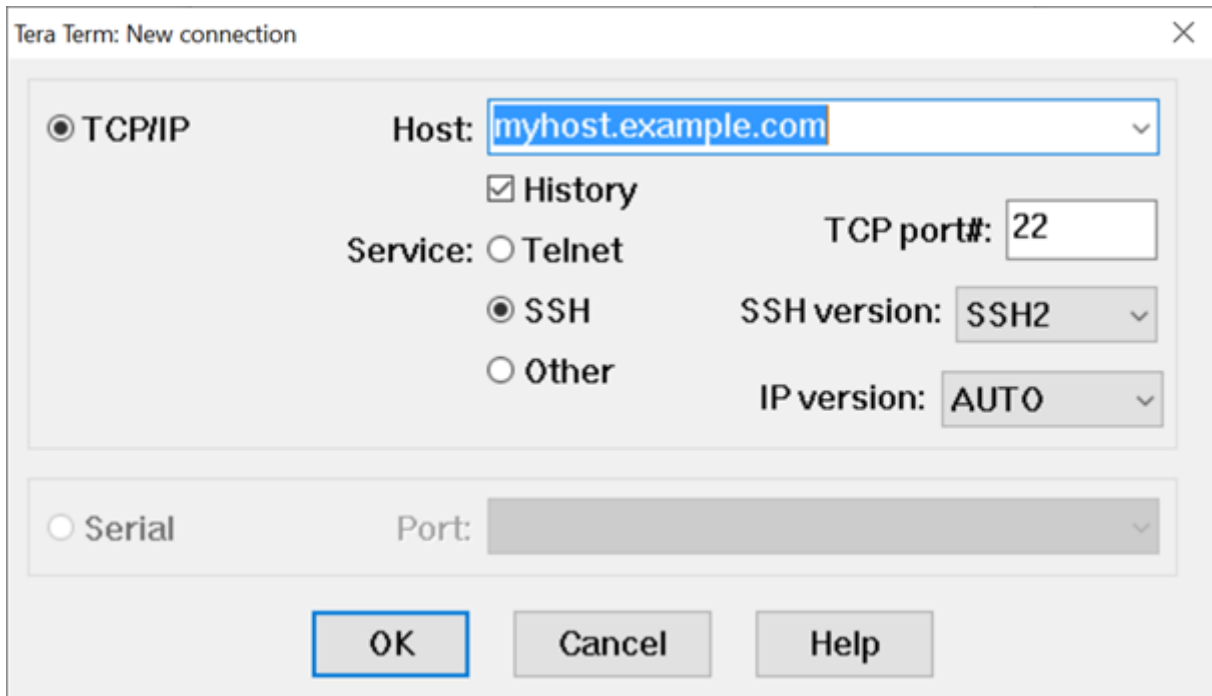 Tera Term: New connection
TCP/IP Host: myhost.example.com
History
TCP port#: 22
Service: Telnet
SSH SSH version: SSH2
Other
IP version: AUTO
Serial Port:
OK Cancel Help